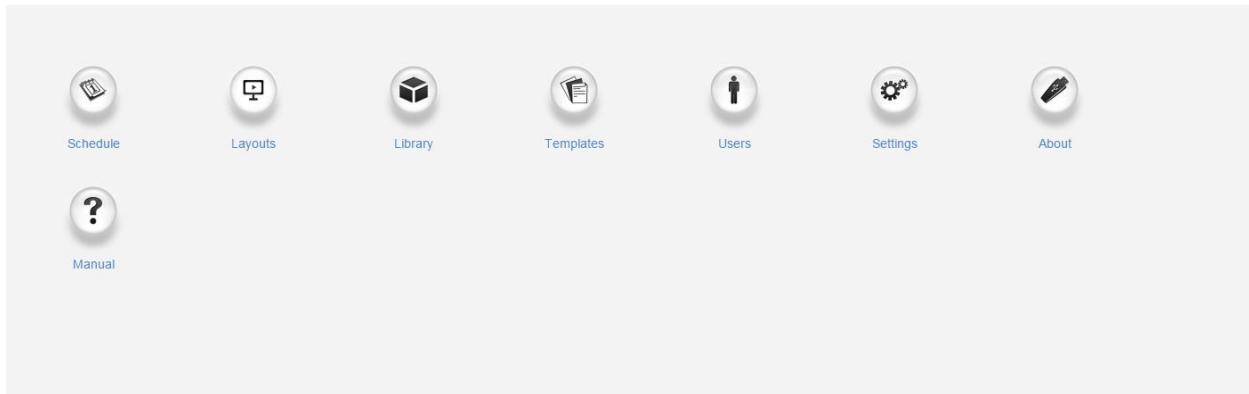 Schedule
Layouts
Library
Templates
Users
Settings
About
Manual